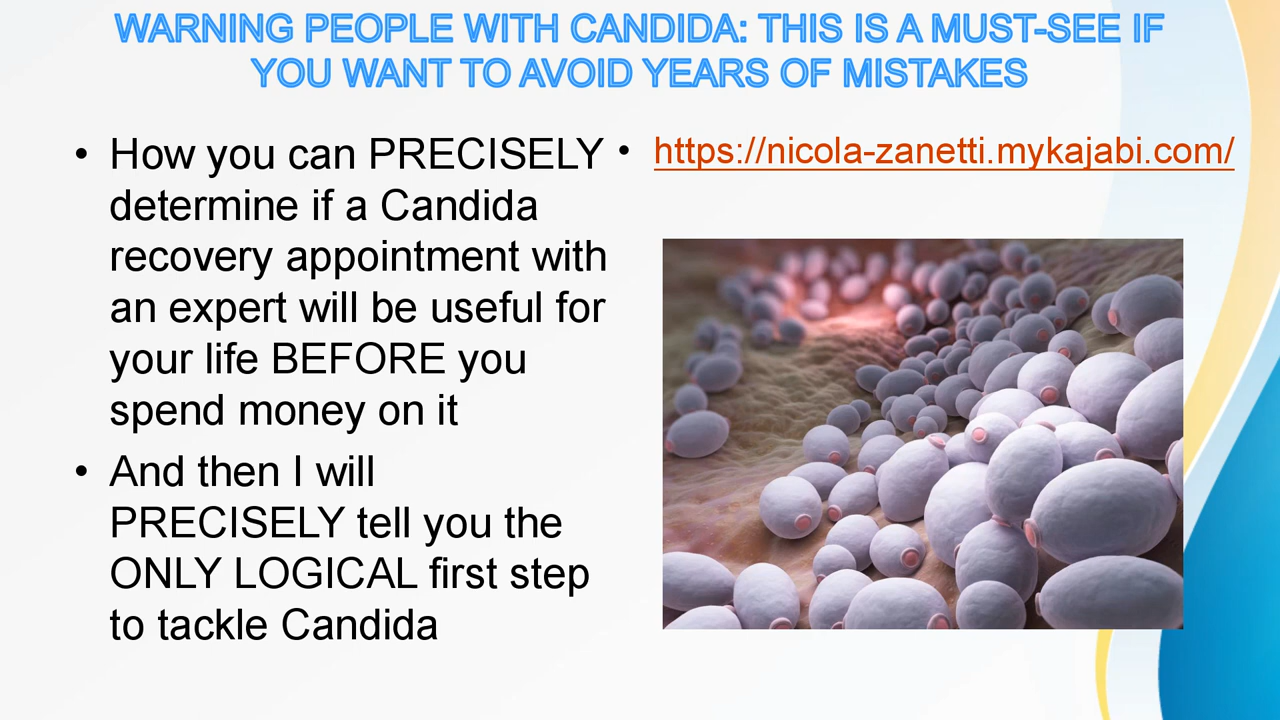 WARNING PEOPLE WITH CANDIDA: THIS IS A MUST-SEE IF
YOU WANT TO AVOID YEARS OF MISTAKES
• How you can PRECISELY
determine if a Candida
recovery appointment with
an expert will be useful for
your life BEFORE you
spend money on it
• And then I will
PRECISELY tell you the
ONLY LOGICAL first step
to tackle Candida
• https://nicola-zanetti.mykajabi.com/